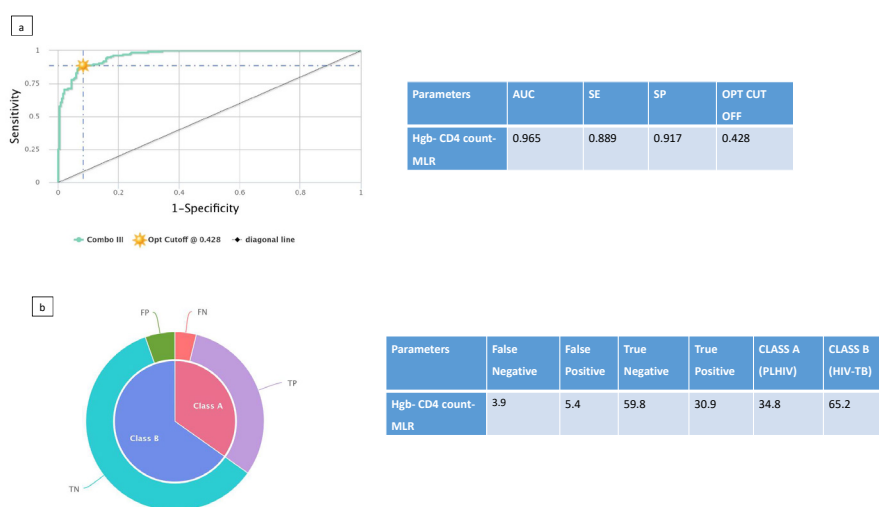 a
1
0.75
0.5
0.25
0
Sensitivity
0
0.2
0.4
0.6
0.8
1
1-Specificity
Combo III
Opt Cutoff @ 0.428
diagonal line
Parameters AUC SE SP OPT CUT
OFF
Hgb- CD4 count- 0.965 0.889 0.917 0.428
MLR
b
FP
FN
TP
TN
Class A
Class B
Parameters False False True True CLASS A CLASS B
Negative Positive Negative Positive (PLHIV) (HIV-TB)
Hgb- CD4 count- 3.9 5.4 59.8 30.9 34.8 65.2
MLR